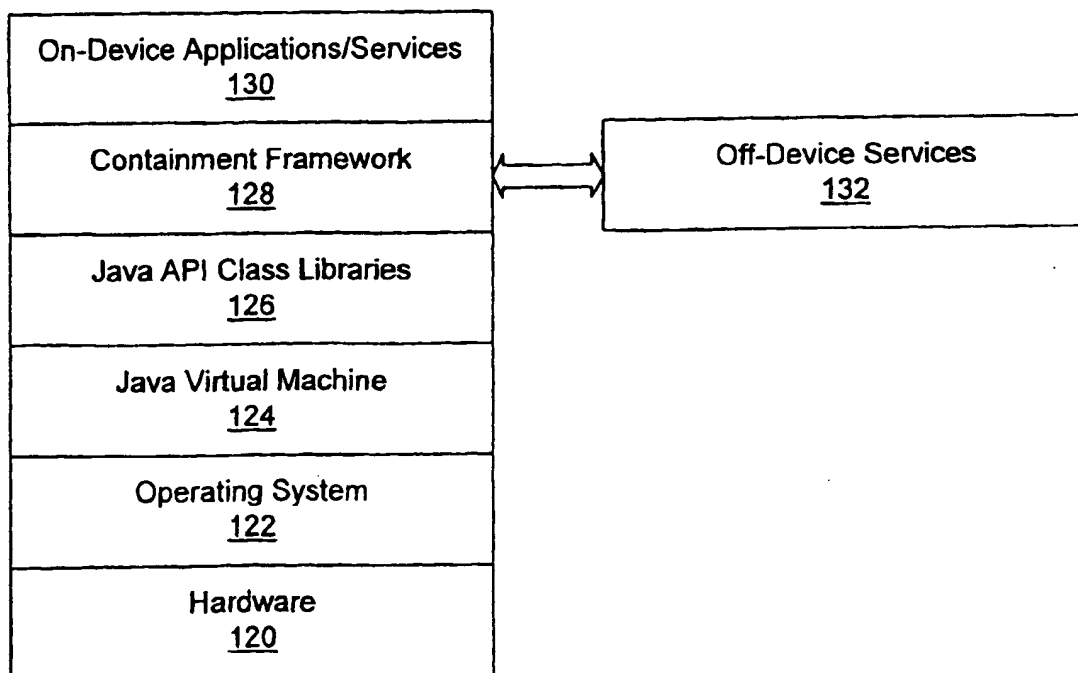 On-Device Applications/Services
130
Containment Framework
128
Off-Device Services
132
Java API Class Libraries
126
Java Virtual Machine
124
Operating System
122
Hardware
120